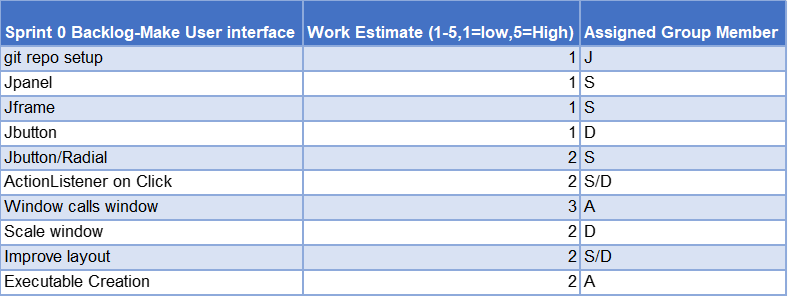 Sprint 0 Backlog-Make User interface Work Estimate (1-5,1=low,5=High) Assigned Group Member
git repo setup 1 J
Jpanel 1 S
Jframe 1 S
Jbutton 1 D
Jbutton/Radial 2 S
ActionListener on Click 2 S/D
Window calls window 3 A
Scale window 2 D
Improve layout 2 S/D
Executable Creation 2 A